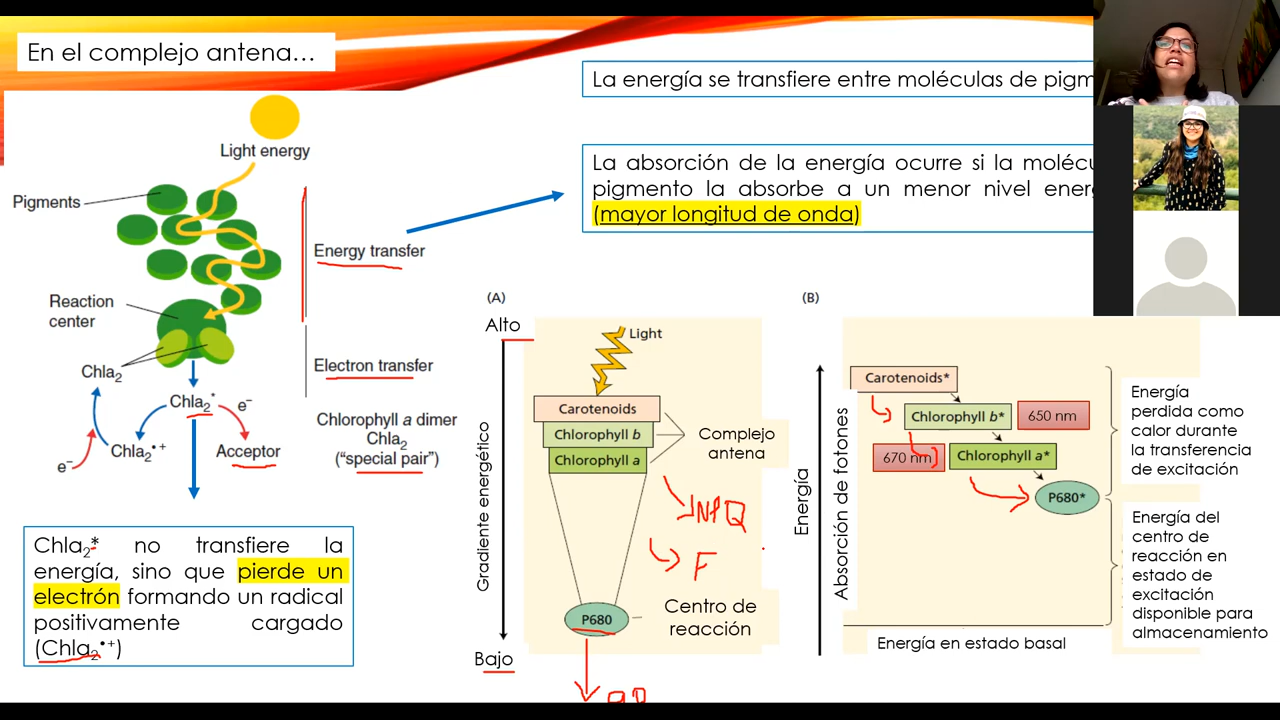 En el complejo antena…
La energía se transfiere entre moléculas de
La absorción de la energía ocurre si la
pigmento la absorbe a un menor nivel
(mayor longitud de onda)
Light energy
Pigments
Energy transfer
Reaction
center
Electron transfer
Chla2
Chla2*
e-
Chlorophyll a dimer
Chla2
("special pair")
Chla2•+
Acceptor
e-
Chla2* no transfiere la
energía, sino que pierde un
electrón formando un radical
positivamente cargado
(Chla2•+)
(A)
Alto
Light
Carotenoids
Chlorophyll b
Chlorophyll a
Complejo
antena
Gradiente energético
NPQ
F
P680
Centro de
reacción
Bajo
(B)
Carotenoids*
Chlorophyll b*
650 nm
670 nm
Chlorophyll a*
P680*
Energía
Absorción de fotones
Energía en estado basal
Energía
perdida como
calor durante
la transferencia
de excitación
Energía del
centro de
reacción en
estado de
excitación
disponible para
almacenamiento